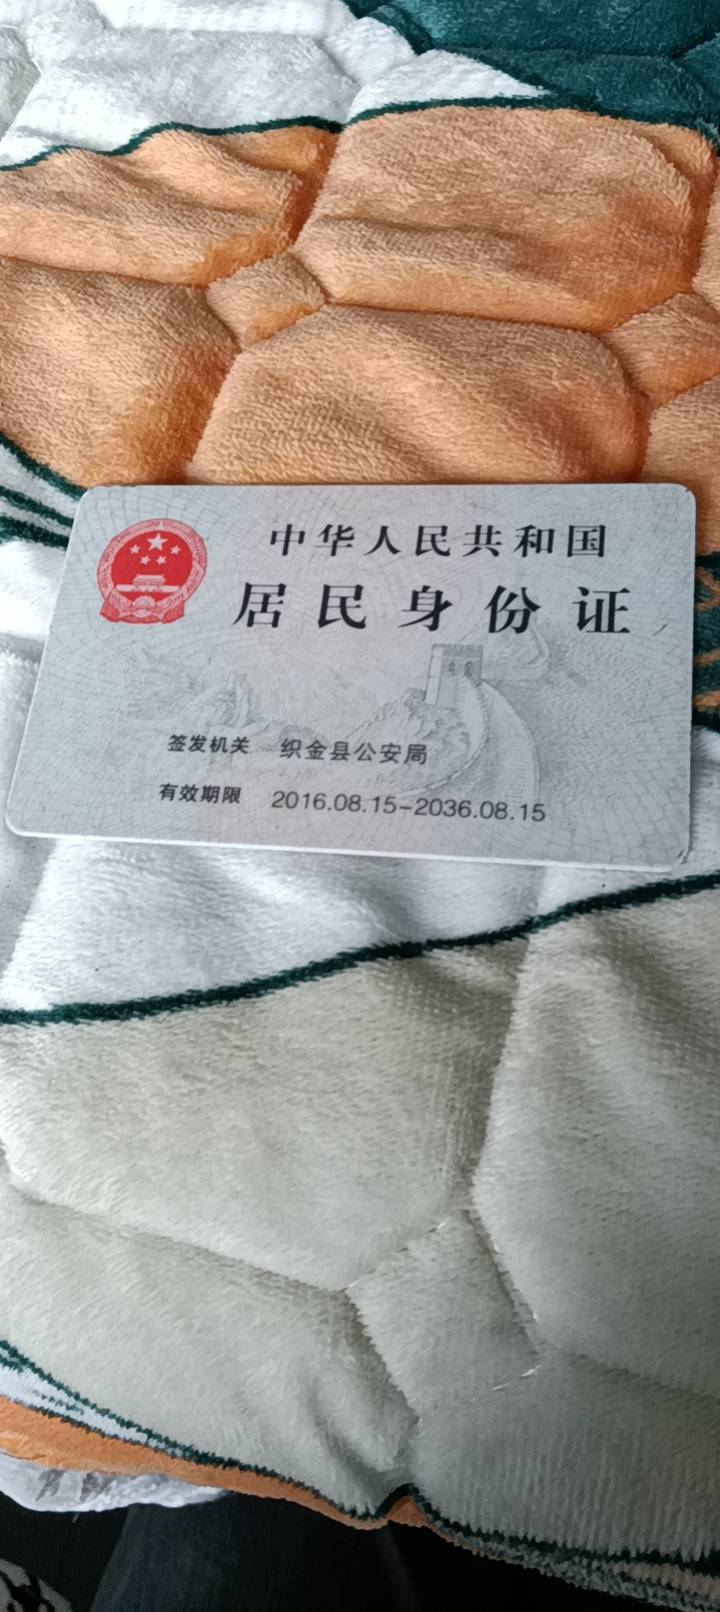 中华人民共和国
居民身份证
签发机关 织金县公安局
有效期限 2016.08.15-2036.08.15